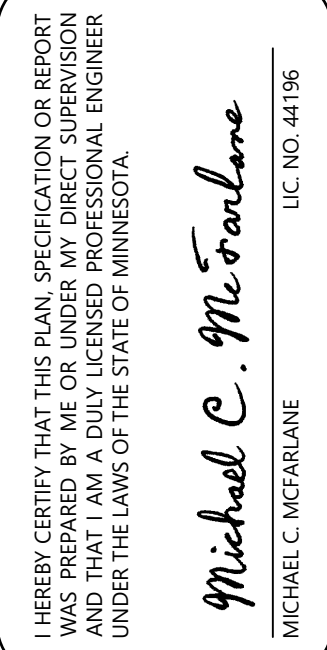 I HEREBY CERTIFY THAT THIS PLAN, SPECIFICATION OR REPORT
WAS PREPARED BY ME OR UNDER MY DIRECT SUPERVISION
AND THAT I AM A DULY LICENSED PROFESSIONAL ENGINEER
UNDER THE LAWS OF THE STATE OF MINNESOTA.
Michael C. McFarlane
MICHAEL C. MCFARLANE LIC. NO. 44196